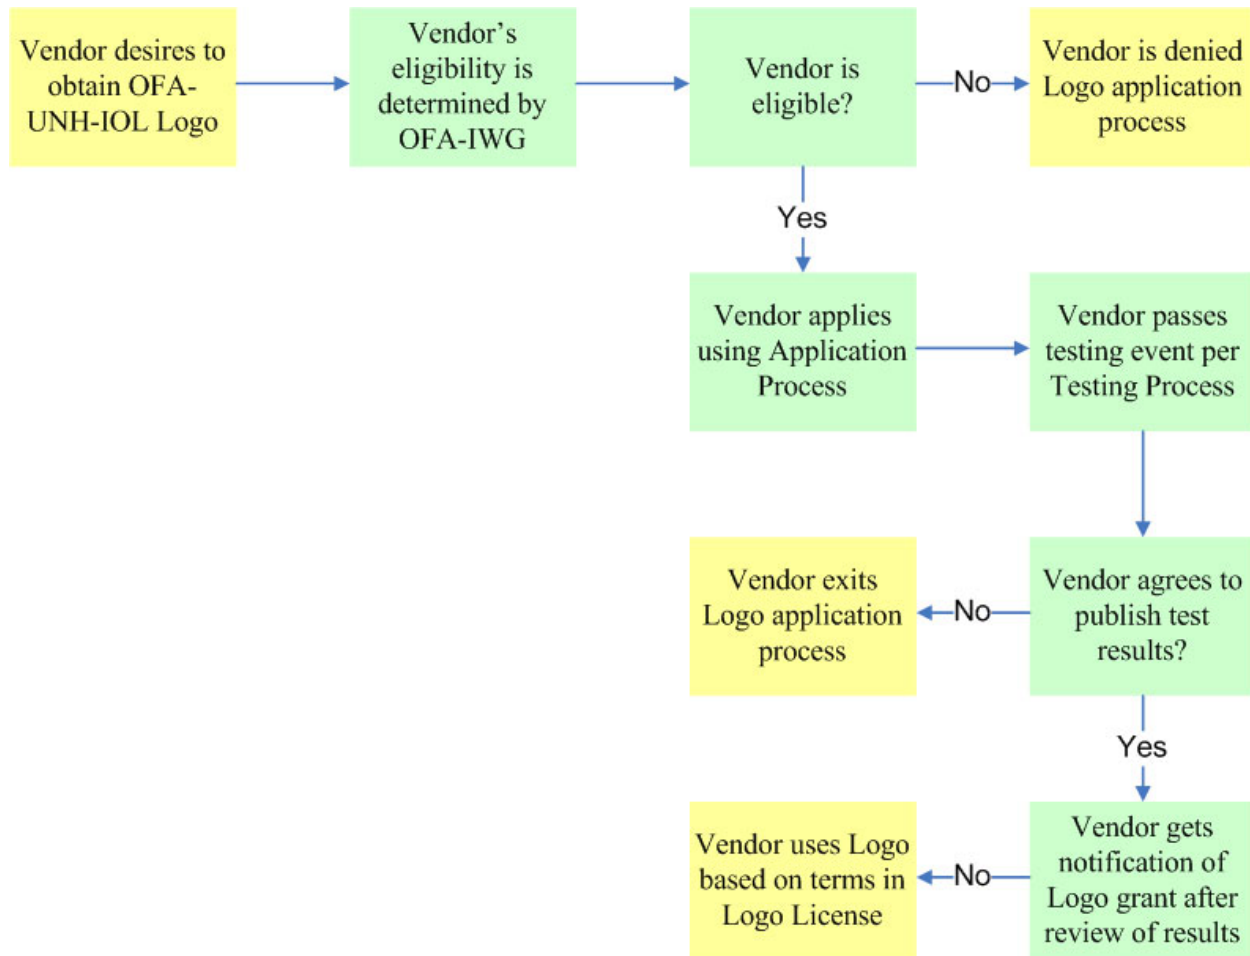 Vendor desires to
obtain OFA-
UNH-IOL Logo
Vendor's
eligibility is
determined by
OFA-IWG
Vendor is
eligible?
No
Vendor is denied
Logo application
process
Yes
Vendor applies
using Application
Process
Vendor passes
testing event per
Testing Process
Vendor exits
Logo application
process
No
Vendor agrees to
publish test
results?
Yes
Vendor uses Logo
based on terms in
Logo License
No
Vendor gets
notification of
Logo grant after
review of results